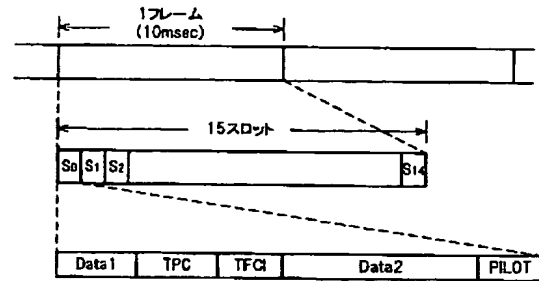 1フレーム
(10msec)
15スロット
S0 S1 S2 S14
Data1 TPC TFCI Data2 PILOT